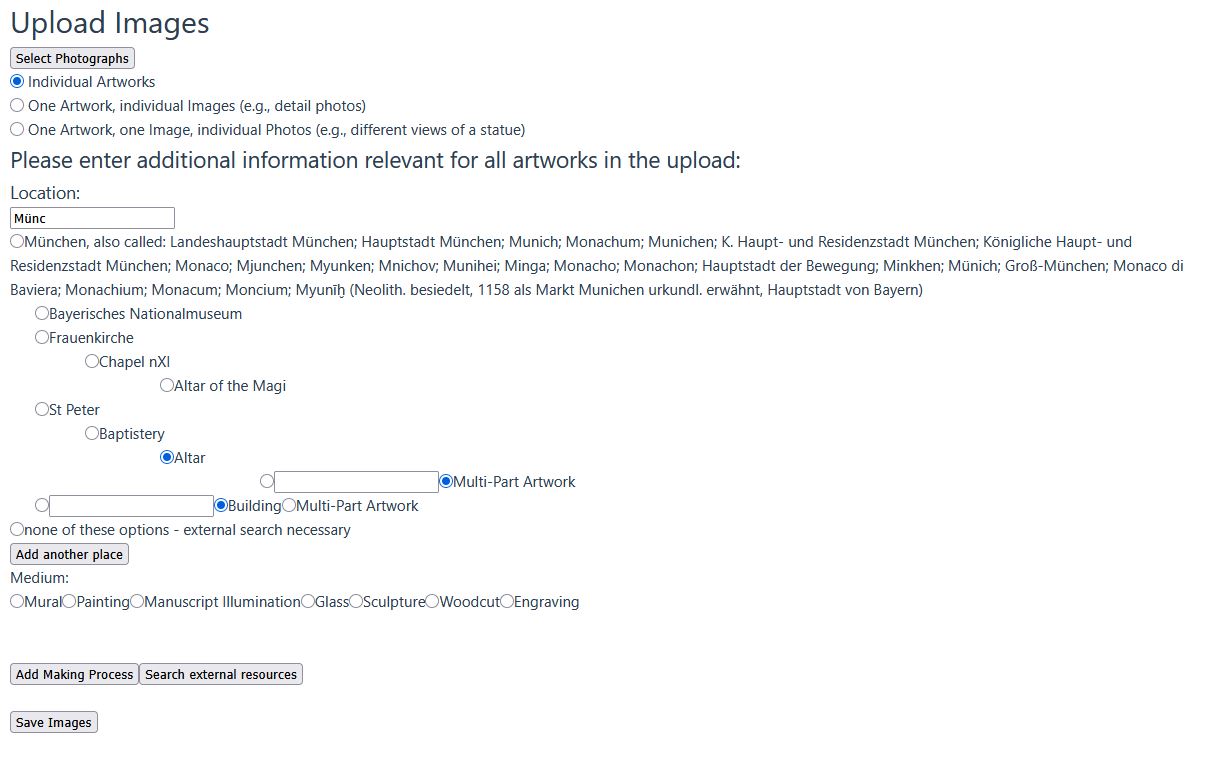 Upload Images
Select Photographs
Individual Artworks
One Artwork, individual Images (e.g., detail photos)
One Artwork, one Image, individual Photos (e.g., different views of a statue)
Please enter additional information relevant for all artworks in the upload:
Location:
Münc
München, also called: Landeshauptstadt München; Hauptstadt München; Munich; Monachum; Munichen; K. Haupt- und Residenzstadt München; Königliche Haupt- und
Residenzstadt München; Monaco; Mjunchen; Myunken; Mnichov; Munihei; Minga; Monacho; Monachon; Hauptstadt der Bewegung; Minkhen; Münich; Groß-München; Monaco di
Baviera; Monachium; Monacum; Moncium; Myunīḫ (Neolith. besiedelt, 1158 als Markt Munichen urkundl. erwähnt, Hauptstadt von Bayern)
Bayerisches Nationalmuseum
Frauenkirche
Chapel nXI
Altar of the Magi
St Peter
Baptistery
Altar
Multi-Part Artwork
Building Multi-Part Artwork
none of these options - external search necessary
Add another place
Medium:
Mural Painting Manuscript Illumination Glass Sculpture Woodcut Engraving
Add Making Process Search external resources
Save Images